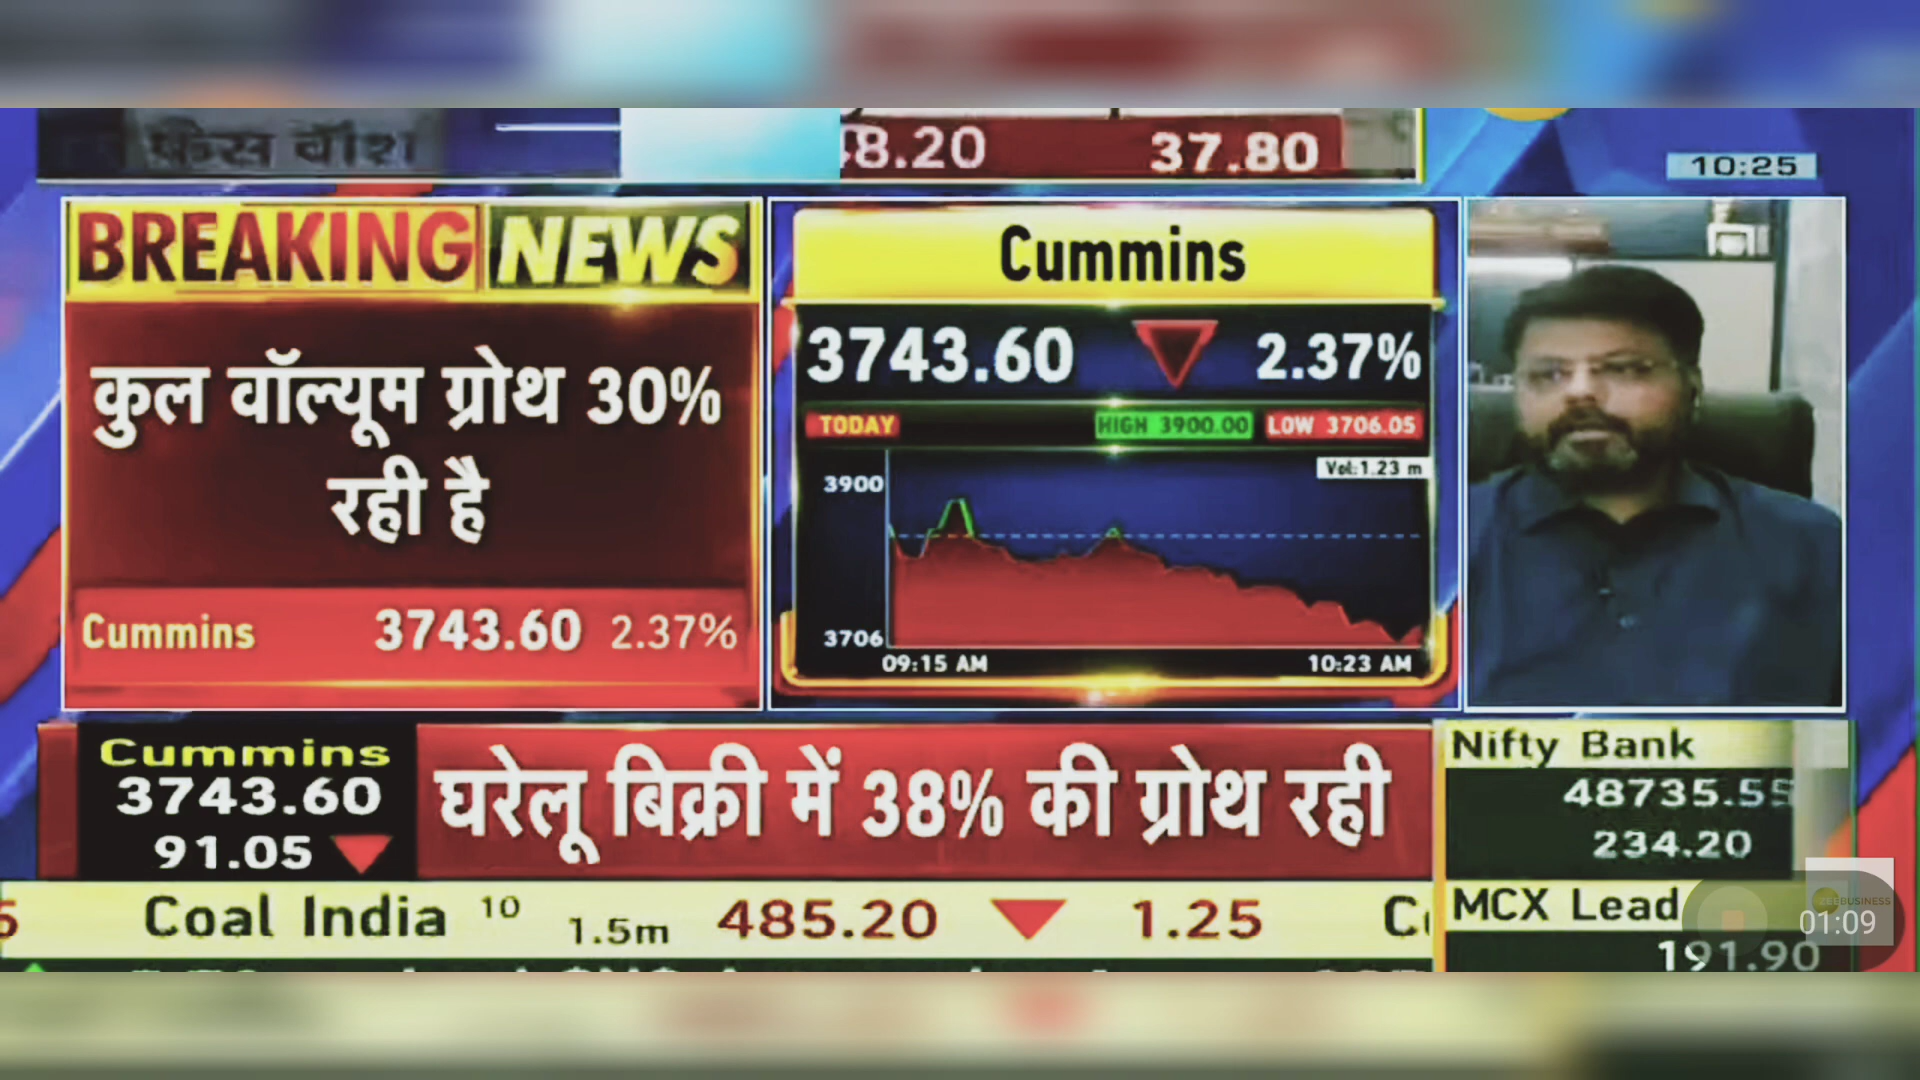 फेस वॉश
8.20 37.80
10:25
BREAKING NEWS
कुल वॉल्यूम ग्रोथ 30%
रही है
Cummins 3743.60 2.37%
Cummins
3743.60 2.37%
TODAY HIGH 3900.00 LOW 3706.05
Vol:1.23 m
3900
3706
09:15 AM 10:23 AM
Cummins
3743.60
91.05
घरेलू बिक्री में 38% की ग्रोथ रही
Nifty Bank
48735.55
234.20
Coal India 10 1.5m 485.20 1.25
MCX Lead
191.90
ZEEBUSINESS
01:09